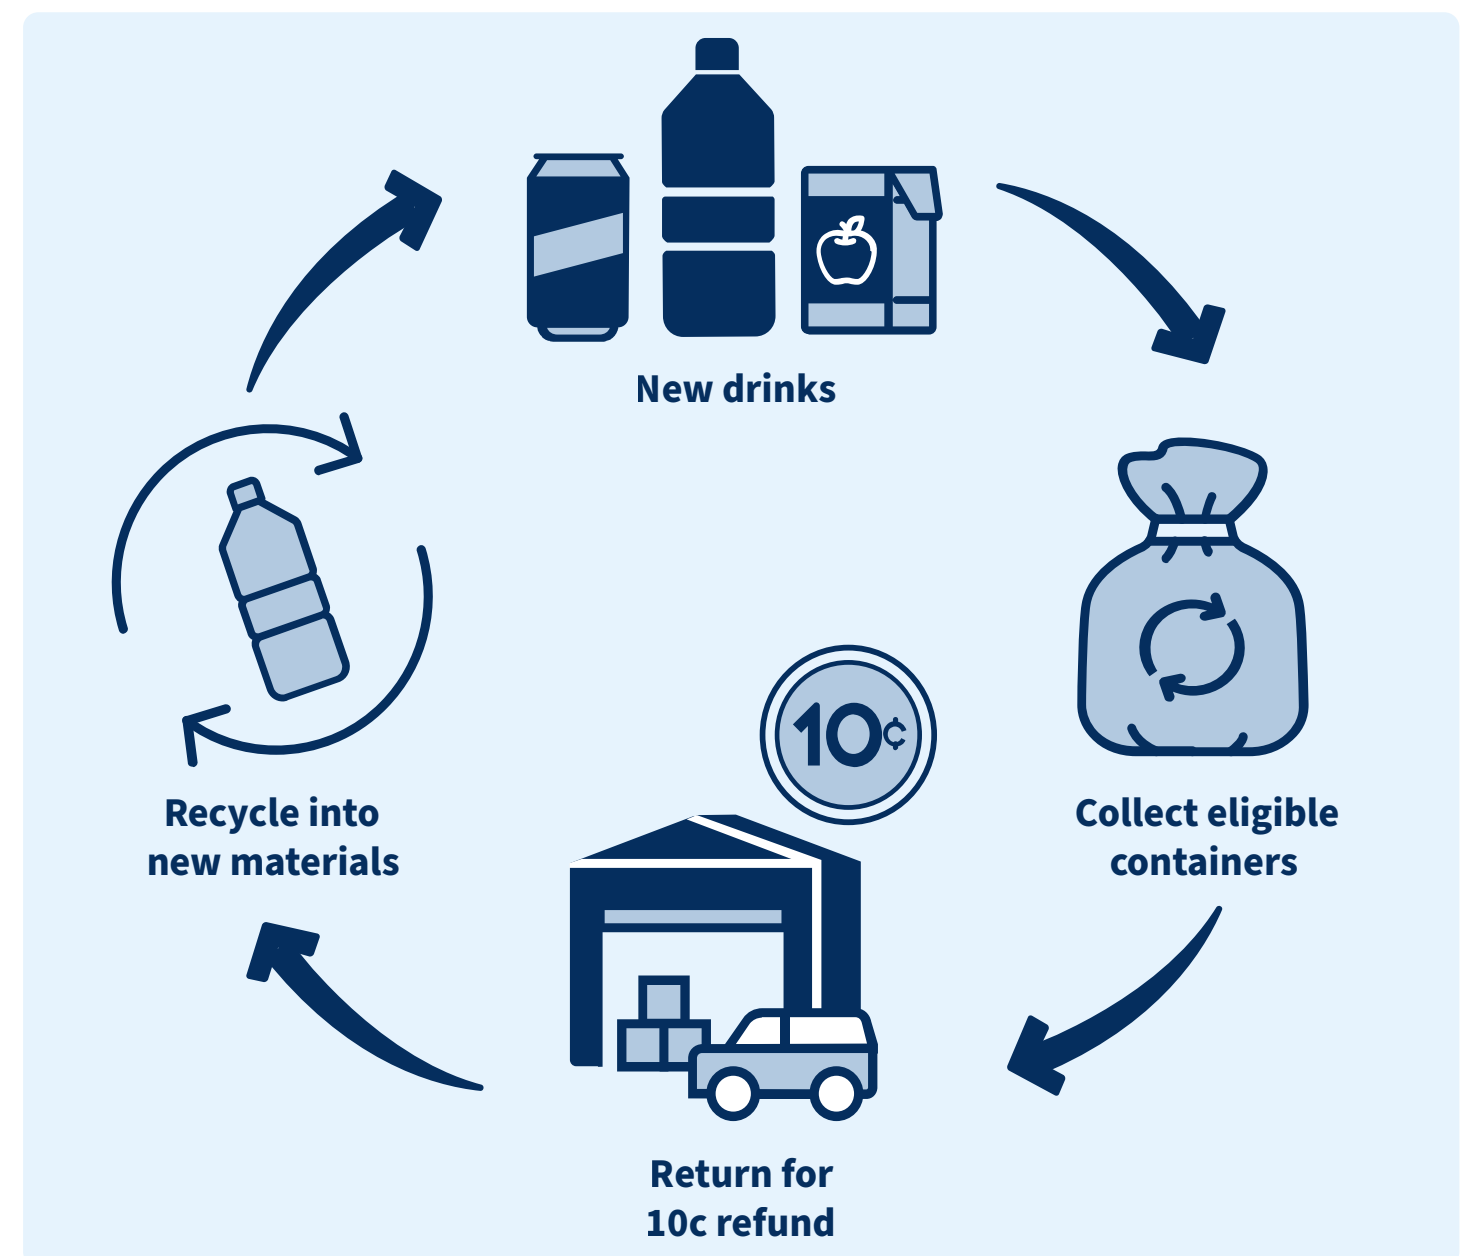 New drinks
Collect eligible
containers
10¢
Return for
10c refund
Recycle into
new materials